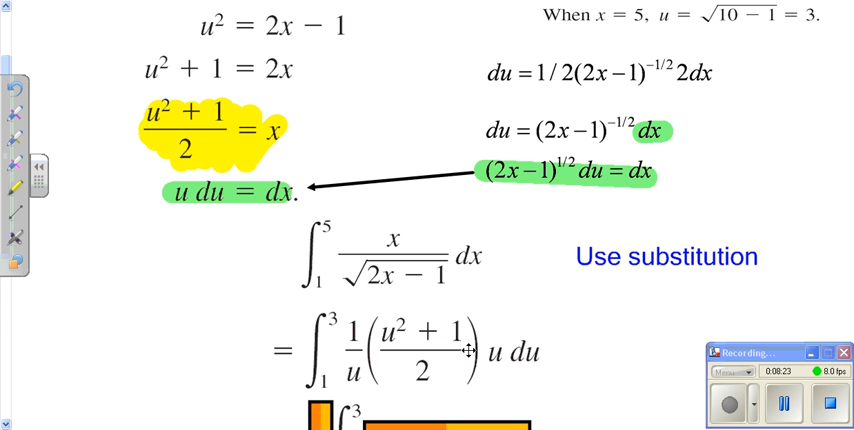 When x = 5, u = √(10 − 1) = 3.
u² = 2x − 1
u² + 1 = 2x
(u² + 1)/2 = x
u du = dx.
du = 1/2(2x−1)^(−1/2) 2dx
du = (2x−1)^(−1/2) dx
(2x−1)^(1/2) du = dx
∫₁⁵ x/√(2x − 1) dx
Use substitution
= ∫₁³ 1/u ((u² + 1)/2) u du
∫³
Recording...
Menu
0:08:23
8.0 fps